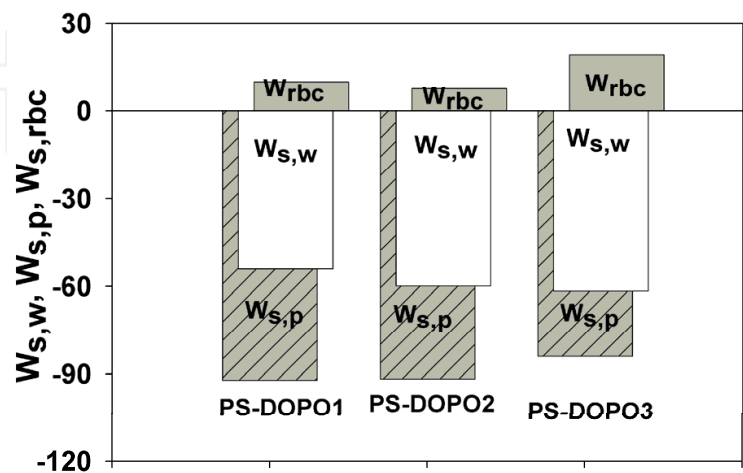 30
0
-30
-60
-90
-120
Ws,w, Ws,p, Ws,rbc
Wrbc
Wrbc
Wrbc
Ws,w
Ws,w
Ws,w
Ws,p
Ws,p
Ws,p
PS-DOPO1
PS-DOPO2
PS-DOPO3